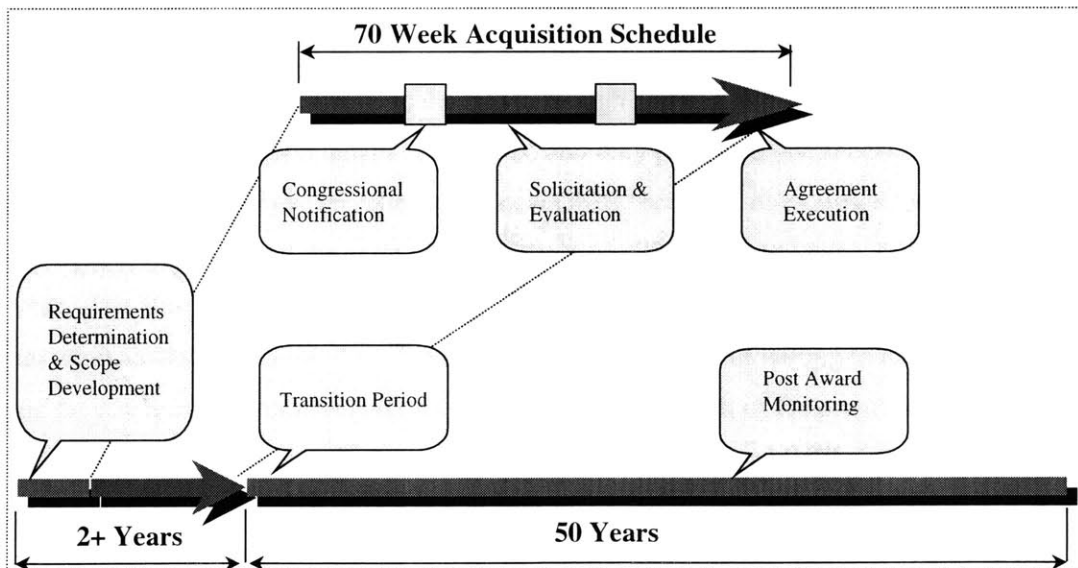 70 Week Acquisition Schedule
Congressional
Notification
Solicitation &
Evaluation
Agreement
Execution
Requirements
Determination
& Scope
Development
Transition Period
Post Award
Monitoring
2+ Years
50 Years